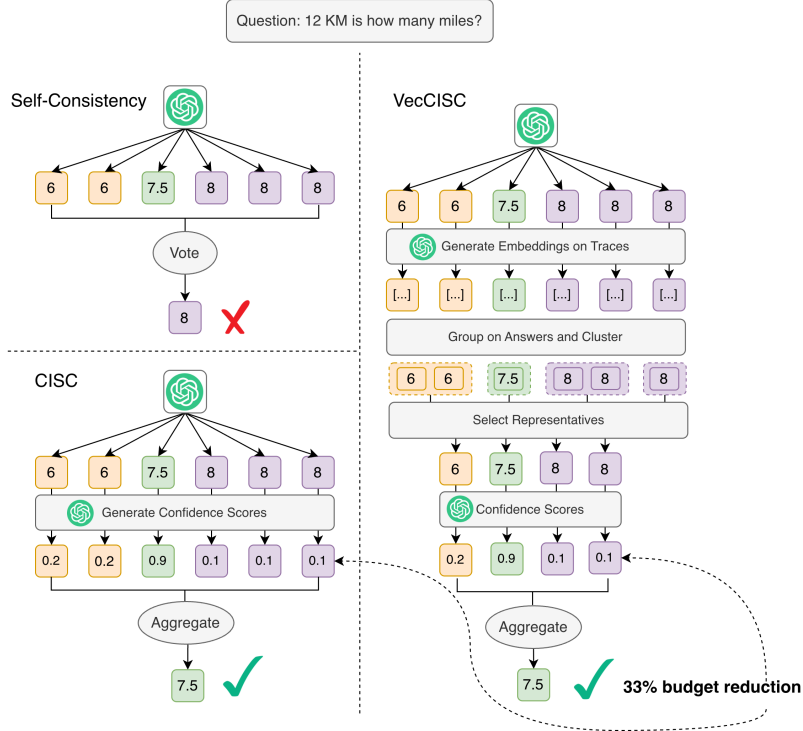 Question: 12 KM is how many miles?
Self-Consistency
6 6 7.5 8 8 8
Vote
8
CISC
6 6 7.5 8 8 8
Generate Confidence Scores
0.2 0.2 0.9 0.1 0.1 0.1
Aggregate
7.5
VecCISC
6 6 7.5 8 8 8
Generate Embeddings on Traces
[...] [...] [...] [...] [...] [...]
Group on Answers and Cluster
6 6 7.5 8 8 8
Select Representatives
6 7.5 8 8
Confidence Scores
0.2 0.9 0.1 0.1
Aggregate
7.5
33% budget reduction